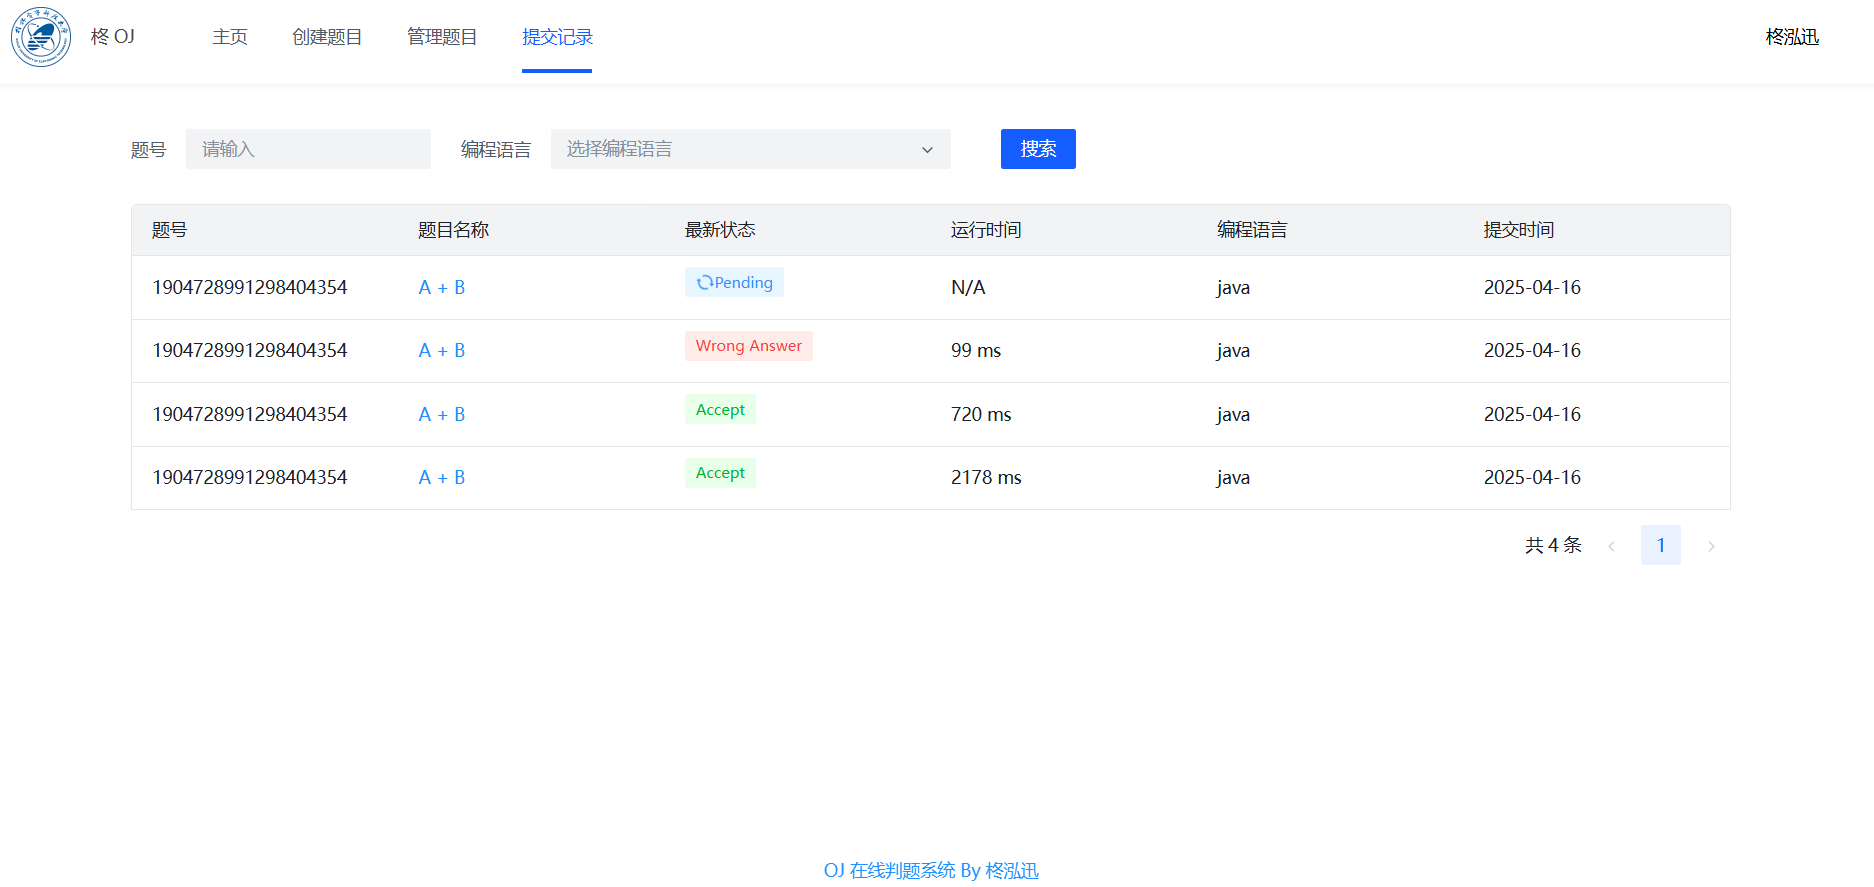 柊 OJ 主页 创建题目 管理题目 提交记录 柊泓迅
题号 请输入 编程语言 选择编程语言 搜索
题号 题目名称 最新状态 运行时间 编程语言 提交时间
1904728991298404354 A + B Pending N/A java 2025-04-16
1904728991298404354 A + B Wrong Answer 99 ms java 2025-04-16
1904728991298404354 A + B Accept 720 ms java 2025-04-16
1904728991298404354 A + B Accept 2178 ms java 2025-04-16
共 4 条 1
OJ 在线判题系统 By 柊泓迅